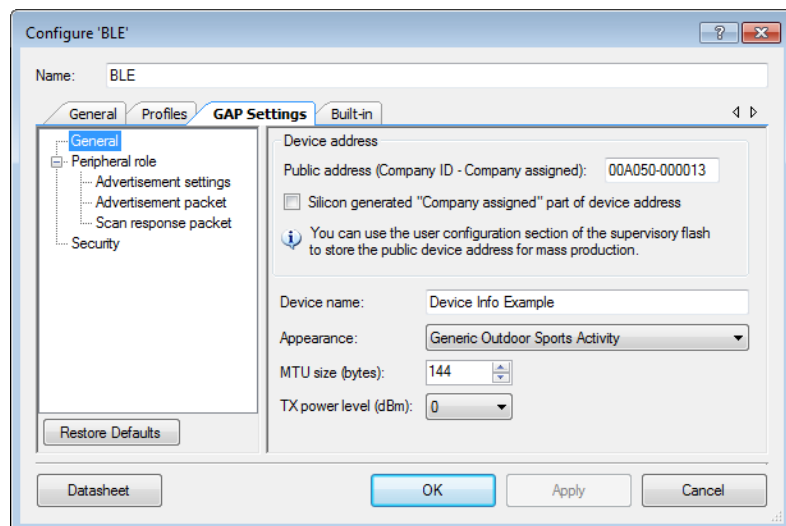 Configure 'BLE'
Name: BLE
General Profiles GAP Settings Built-in
General
Peripheral role
Advertisement settings
Advertisement packet
Scan response packet
Security
Restore Defaults
Device address
Public address (Company ID - Company assigned): 00A050-000013
Silicon generated "Company assigned" part of device address
You can use the user configuration section of the supervisory flash
to store the public device address for mass production.
Device name: Device Info Example
Appearance: Generic Outdoor Sports Activity
MTU size (bytes): 144
TX power level (dBm): 0
Datasheet OK Apply Cancel